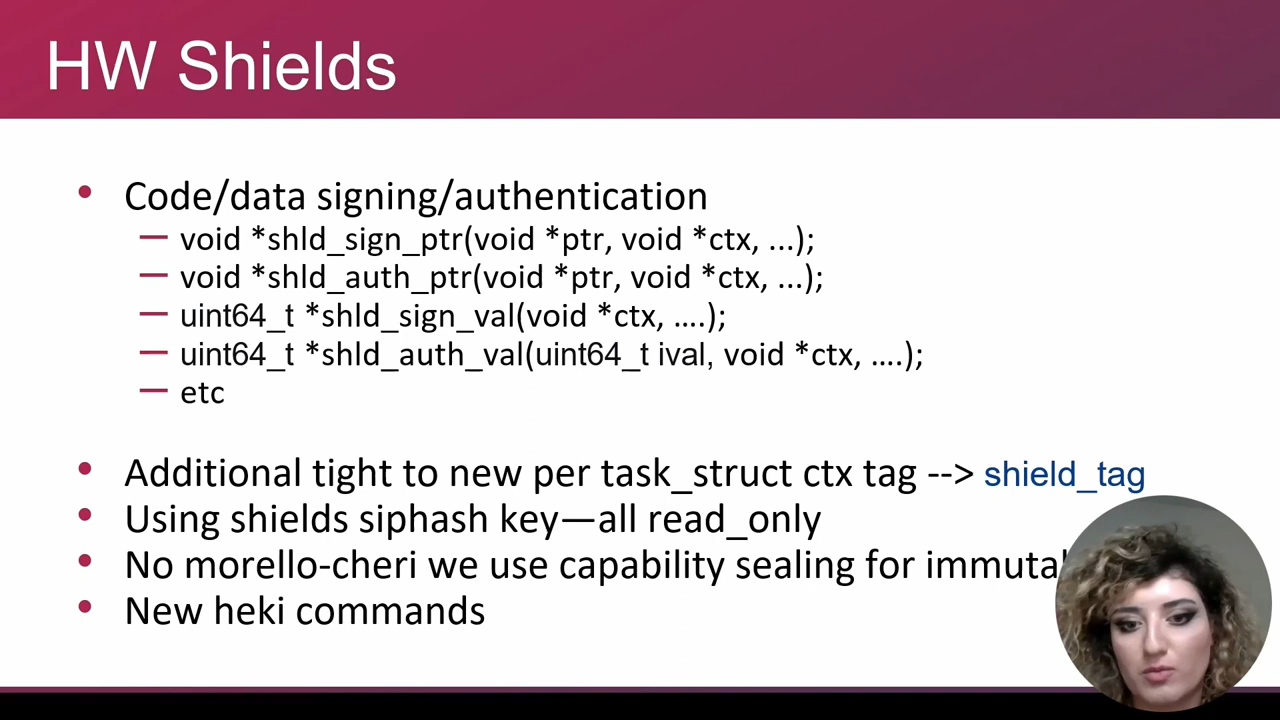 HW Shields
Code/data signing/authentication
void *shld_sign_ptr(void *ptr, void *ctx, ...);
void *shld_auth_ptr(void *ptr, void *ctx, ...);
uint64_t *shld_sign_val(void *ctx, ....);
uint64_t *shld_auth_val(uint64_t ival, void *ctx, ....);
etc
Additional tight to new per task_struct ctx tag --> shield_tag
Using shields siphash key—all read_only
No morello-cheri we use capability sealing for
New heki commands